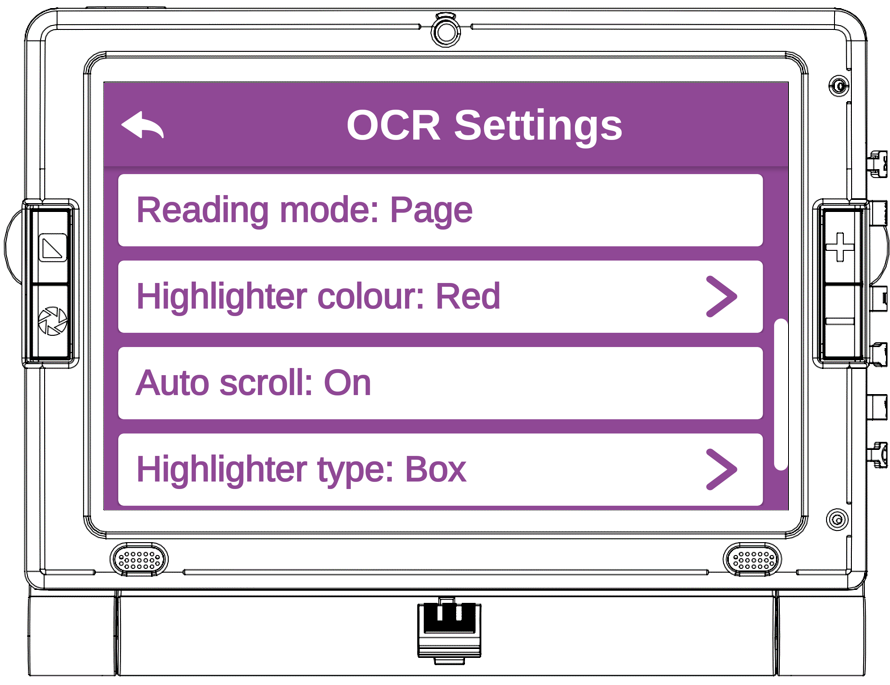 OCR Settings
Reading mode: Page
Highlighter colour: Red
Auto scroll: On
Highlighter type: Box